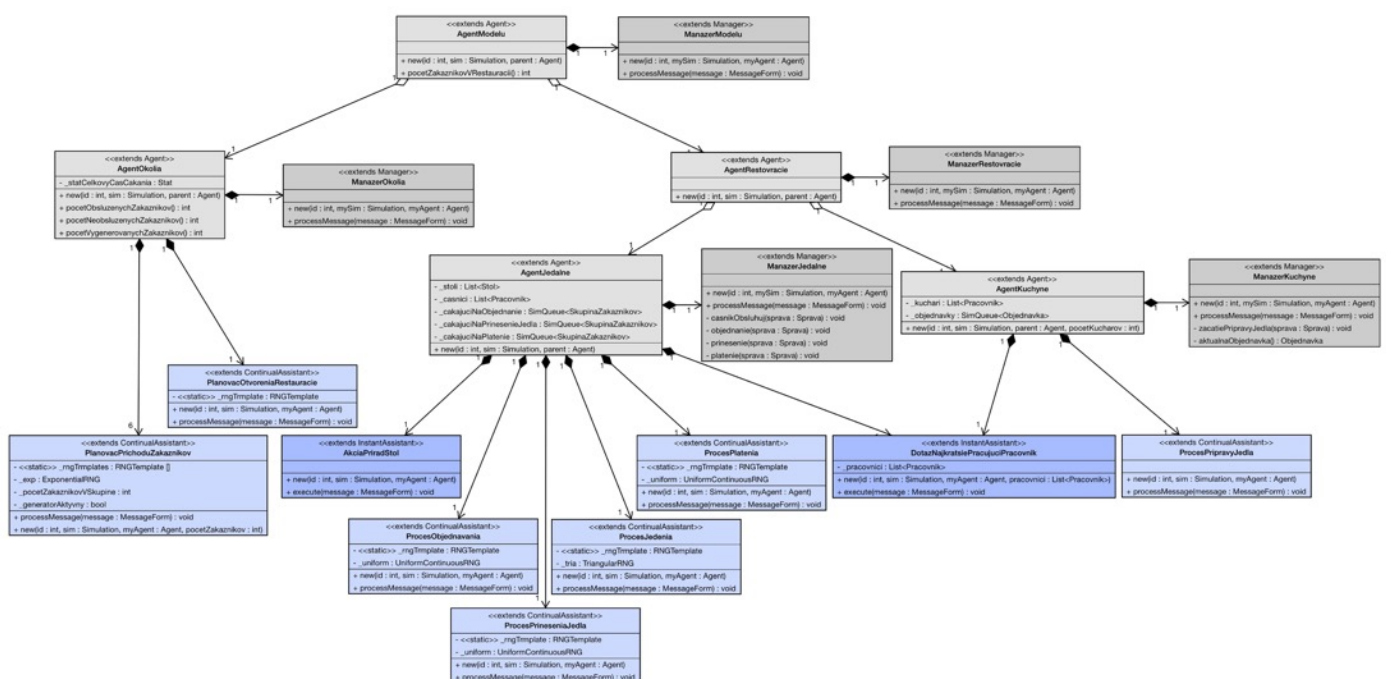 <<extends Agent>>
AgentModelu
+ new(id : int, sim : Simulation, parent : Agent)
+ pocetZakaznikovVRestauracii() : int
<<extends Manager>>
ManazerModelu
+ new(id : int, mySim : Simulation, myAgent : Agent)
+ processMessage(message : MessageForm) : void
<<extends Agent>>
AgentOkolia
- _statCelkovyCasCakania : Stat
+ new(id : int, sim : Simulation, parent : Agent)
+ pocetObsluzenychZakaznikov() : int
+ pocetNeobsluzenychZakaznikov() : int
+ pocetVygenerovanychZakaznikov() : int
<<extends Manager>>
ManazerOkolia
+ new(id : int, mySim : Simulation, myAgent : Agent)
+ processMessage(message : MessageForm) : void
<<extends Agent>>
AgentRestovracie
+ new(id : int, sim : Simulation, parent : Agent)
<<extends Manager>>
ManazerRestovracie
+ new(id : int, mySim : Simulation, myAgent : Agent)
+ processMessage(message : MessageForm) : void
<<extends Agent>>
AgentJedalne
- _stoli : List<Stol>
- _casnici : List<Pracovnik>
- _cakajuciNaObjednanie : SimQueue<SkupinaZakaznikov>
- _cakajuciNaPrinesenieJedla : SimQueue<SkupinaZakaznikov>
- _cakajuciNaPlatenie : SimQueue<SkupinaZakaznikov>
+ new(id : int, sim : Simulation, parent : Agent)
<<extends Manager>>
ManazerJedalne
+ new(id : int, mySim : Simulation, myAgent : Agent)
+ processMessage(message : MessageForm) : void
- casnikObsluhuj(sprava : Sprava) : void
- objednanie(sprava : Sprava) : void
- prinesenie(sprava : Sprava) : void
- platenie(sprava : Sprava) : void
<<extends Agent>>
AgentKuchyne
- _kuchari : List<Pracovnik>
- _objednavky : SimQueue<Objednavka>
+ new(id : int, sim : Simulation, parent : Agent, pocetKucharov : int)
<<extends Manager>>
ManazerKuchyne
+ new(id : int, mySim : Simulation, myAgent : Agent)
+ processMessage(message : MessageForm) : void
- zacatiePripravyJedla(sprava : Sprava) : void
- aktualnaObjednavka() : Objednavka
<<extends ContinualAssistant>>
PlanovacOtvoreniaRestauracie
- <<static>> _rngTrmplate : RNGTemplate
+ new(id : int, sim : Simulation, myAgent : Agent)
+ processMessage(message : MessageForm) : void
6
<<extends ContinualAssistant>>
PlanovacPrichoduZakaznikov
- <<static>> _rngTmplates : RNGTemplate []
- _exp : ExponentialRNG
- _pocetZakaznikovVSkupine : int
- _generatorAktyvny : bool
+ processMessage(message : MessageForm) : void
+ new(id : int, sim : Simulation, myAgent : Agent, pocetZakaznikov : int)
<<extends InstantAssistant>>
AkciaPriradStol
+ new(id : int, sim : Simulation, myAgent : Agent)
+ execute(message : MessageForm) : void
<<extends ContinualAssistant>>
ProcesPlatenia
- <<static>> _rngTrmplate : RNGTemplate
- _uniform : UniformContinuousRNG
+ new(id : int, sim : Simulation, myAgent : Agent)
+ processMessage(message : MessageForm) : void
<<extends InstantAssistant>>
DotazNajkratsiePracujuciPracovnik
- _pracovnici : List<Pracovnik>
+ new(id : int, sim : Simulation, myAgent : Agent, pracovnici : List<Pracovnik>)
+ execute(message : MessageForm) : void
<<extends ContinualAssistant>>
ProcesPripravyJedla
+ new(id : int, sim : Simulation, myAgent : Agent)
+ processMessage(message : MessageForm) : void
<<extends ContinualAssistant>>
ProcesObjednavania
- <<static>> _rngTrmplate : RNGTemplate
- _uniform : UniformContinuousRNG
+ new(id : int, sim : Simulation, myAgent : Agent)
+ processMessage(message : MessageForm) : void
<<extends ContinualAssistant>>
ProcesJedenia
- <<static>> _rngTmplate : RNGTemplate
- _tria : TriangularRNG
+ new(id : int, sim : Simulation, myAgent : Agent)
+ processMessage(message : MessageForm) : void
<<extends ContinualAssistant>>
ProcesPrineseniaJedla
- <<static>> _rngTrmplate : RNGTemplate
- _uniform : UniformContinuousRNG
+ new(id : int, sim : Simulation, myAgent : Agent)
+ processMessage(message : MessageForm) : void